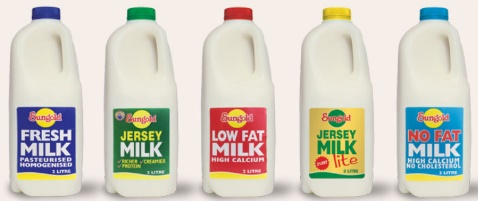 Sungold
FRESH
MILK
PASTEURISED
HOMOGENISED
2 LITRE
Sungold
JERSEY
MILK
✓RICHER ✓CREAMIER
✓PROTEIN
2 LITRE
Sungold
LOW FAT
MILK
HIGH CALCIUM
2 LITRE
Sungold
JERSEY
MILK
lite
2 LITRE
Sungold
NO FAT
MILK
HIGH CALCIUM
NO CHOLESTEROL
2 LITRE